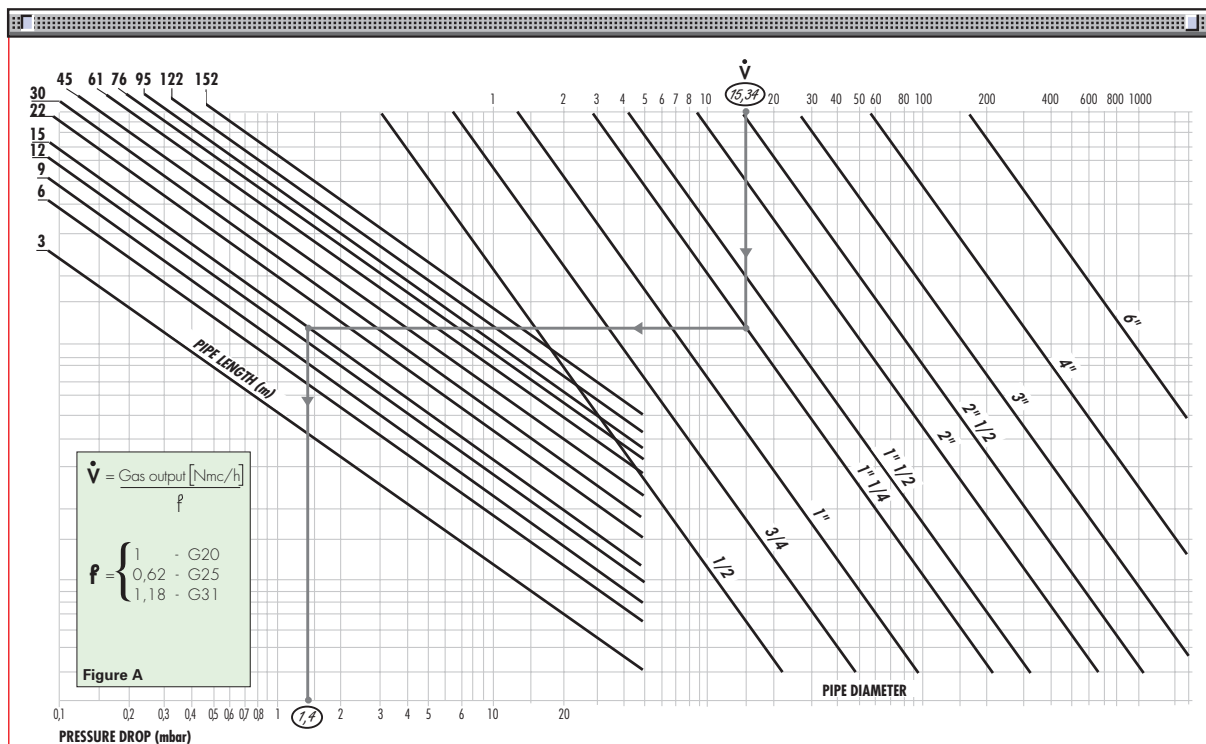 V̇
45 61 76 95 122 152
30
22
15
12
9
6
3
1 2 3 4 5 6 7 8 10 15,34 20 30 40 50 60 80 100 200 400 600 800 1000
PIPE LENGTH (m)
6"
4"
3"
2" 1/2
2"
1" 1/2
1" 1/4
1"
3/4
1/2
V̇ = Gas output [Nmc/h]
f
f = { 1 - G20
0,62 - G25
1,18 - G31
Figure A
PIPE DIAMETER
0,1 0,2 0,3 0,4 0,5 0,6 0,7 0,8 1 1,4 2 3 4 5 6 10 20
PRESSURE DROP (mbar)